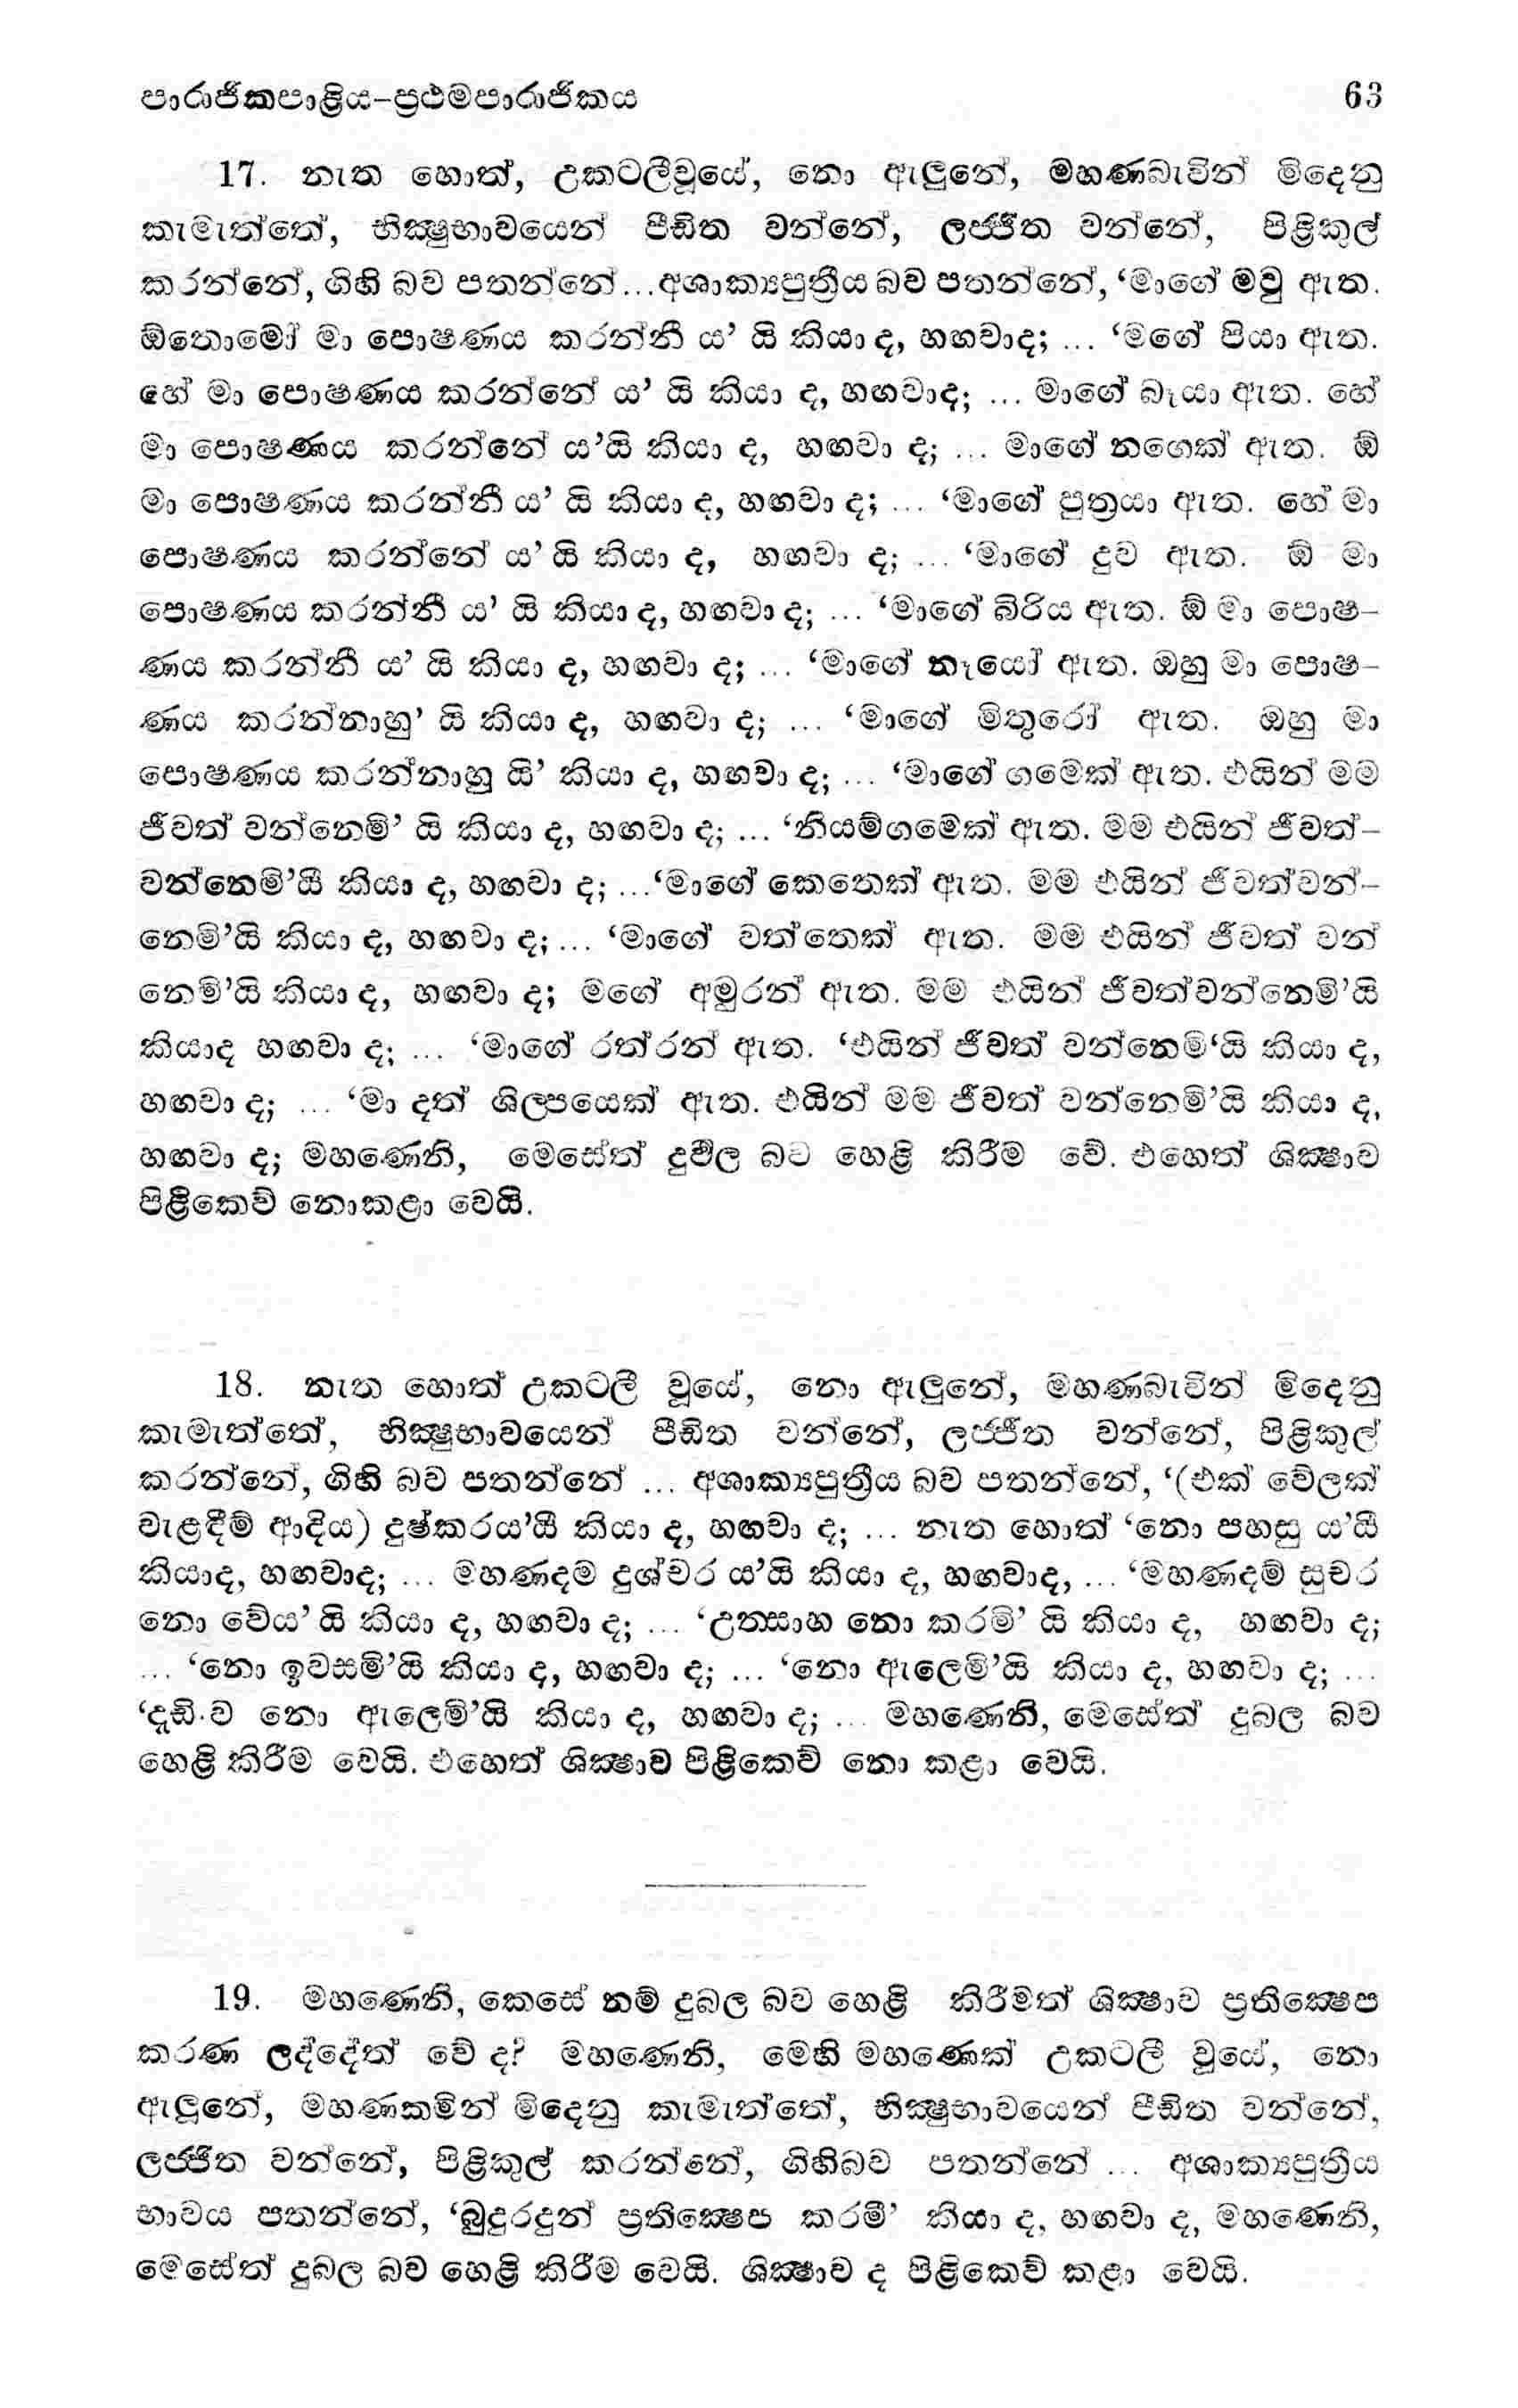 පාරාජිකපාළිය-ප්‍රථමපාරාජිකය 63
17. නැත හොත්, උකටලීවූයේ, නො ඇලුනේ, මහණබැවින් මිදෙනු
කැමැත්තේ, භික්‍ෂුභාවයෙන් පීඩිත වන්නේ, ලජ්ජිත වන්නේ, පිළිකුල්
කරන්නේ, ගිහි බව පතන්නේ...අශාක්‍යපුත්‍රීය බව පතන්නේ, ‘මාගේ මවු ඇත.
ඕතොමෝ මා පොෂණය කරන්නී ය’ යි කියා ද, හඟවාද; ... ‘මගේ පියා ඇත.
හේ මා පොෂණය කරන්නේ ය’ යි කියා ද, හඟවාද; ... මාගේ බෑයා ඇත. හේ
මා පොෂණය කරන්නේ ය’යි කියා ද, හඟවා ද; ... මාගේ නගෙක් ඇත. ඕ
මා පොෂණය කරන්නී ය’ යි කියා ද, හඟවා ද; ... ‘මාගේ පුත්‍රයා ඇත. හේ මා
පොෂණය කරන්නේ ය’ යි කියා ද, හඟවා ද; ... ‘මාගේ දුව ඇත. ඕ මා
පොෂණය කරන්නී ය’ යි කියා ද, හඟවා ද; ... ‘මාගේ බිරිය ඇත. ඕ මා පොෂ-
ණය කරන්නී ය’ යි කියා ද, හඟවා ද; ... ‘මාගේ නෑයෝ ඇත. ඔහු මා පොෂ-
ණය කරන්නාහු’ යි කියා ද, හඟවා ද; ... ‘මාගේ මිතුරෝ ඇත. ඔහු මා
පොෂණය කරන්නාහු යි’ කියා ද, හඟවා ද; ... ‘මාගේ ගමෙක් ඇත. එයින් මම
ජීවත් වන්නෙමි’ යි කියා ද, හඟවා ද; ... ‘නියම්ගමෙක් ඇත. මම එයින් ජීවත්-
වන්නෙමි’යී කියා ද, හඟවා ද; ...‘මාගේ කෙතෙක් ඇත. මම එයින් ජීවත්වන්-
නෙමි’යි කියා ද, හඟවා ද; ... ‘මාගේ වත්තෙක් ඇත. මම එයින් ජීවත් වන්
නෙමි’යි කියා ද, හඟවා ද; මගේ අමුරන් ඇත. මම එයින් ජීවත්වන්නෙමි’යි
කියාද හඟවා ද; ... ‘මාගේ රත්රන් ඇත. ‘එයින් ජීවත් වන්නෙමි‘යි කියා ද,
හඟවා ද; ... ‘මා දත් ශිල්පයෙක් ඇත. එයින් මම ජීවත් වන්නෙමි’යි කියා ද,
හඟවා ද; මහණෙනි, මෙසේත් දුර්‍වල බට හෙළි කිරීම වේ. එහෙත් ශික්‍ෂාව
පිළිකෙව් නොකළා වෙයි.
18. නැත හොත් උකටලී වූයේ, නො ඇලුනේ, මහණබැවින් මිදෙනු
කැමැත්තේ, භික්‍ෂුභාවයෙන් පීඩිත වන්නේ, ලජ්ජිත වන්නේ, පිළිකුල්
කරන්නේ, ගිහි බව පතන්නේ ... අශාක්‍යපුත්‍රීය බව පතන්නේ, ‘(එක් වේලක්
වැළඳීම් ආදිය) දුෂ්කරය’යී කියා ද, හඟවා ද; ... නැත හොත් ‘නො පහසු ය’යී
කියාද, හඟවාද; ... මහණදම දුශ්චර ය’යි කියා ද, හඟවාද, ... ‘මහණදම් සුචර
නො වේය’ යි කියා ද, හඟවා ද; ... ‘උත්සාහ නො කරමි’ යි කියා ද, හඟවා ද;
... ‘නො ඉවසමි’යි කියා ද, හඟවා ද; ... ‘නො ඇලෙමි’යි කියා ද, හඟවා ද; ...
‘දැඩි ව නො ඇලෙමි’යි කියා ද, හඟවා ද; ... මහණෙනි, මෙසේත් දුබල බව
හෙළි කිරීම වෙයි. එහෙත් ශික්‍ෂාව පිළිකෙව් නො කළා වෙයි.
19. මහණෙනි, කෙසේ නම් දුබල බව හෙළි කිරීමත් ශික්‍ෂාව ප්‍රතික්‍ෂෙප
කරණ ලද්දේත් වේ ද? මහණෙනි, මෙහි මහණෙක් උකටලී වූයේ, නො
ඇලූනේ, මහණකමින් මිදෙනු කැමැත්තේ, භික්‍ෂුභාවයෙන් පීඩිත වන්නේ,
ලජ්ජිත වන්නේ, පිළිකුල් කරන්නේ, ගිහිබව පතන්නේ ... අශාක්‍යපුත්‍රීය
භාවය පතන්නේ, ‘බුදුරදුන් ප්‍රතික්‍ෂෙප කරමී’ කියා ද, හඟවා ද, මහණෙනි,
මෙසේත් දුබල බව හෙළි කිරීම වෙයි. ශික්‍ෂාව ද පිළිකෙව් කළා වෙයි.